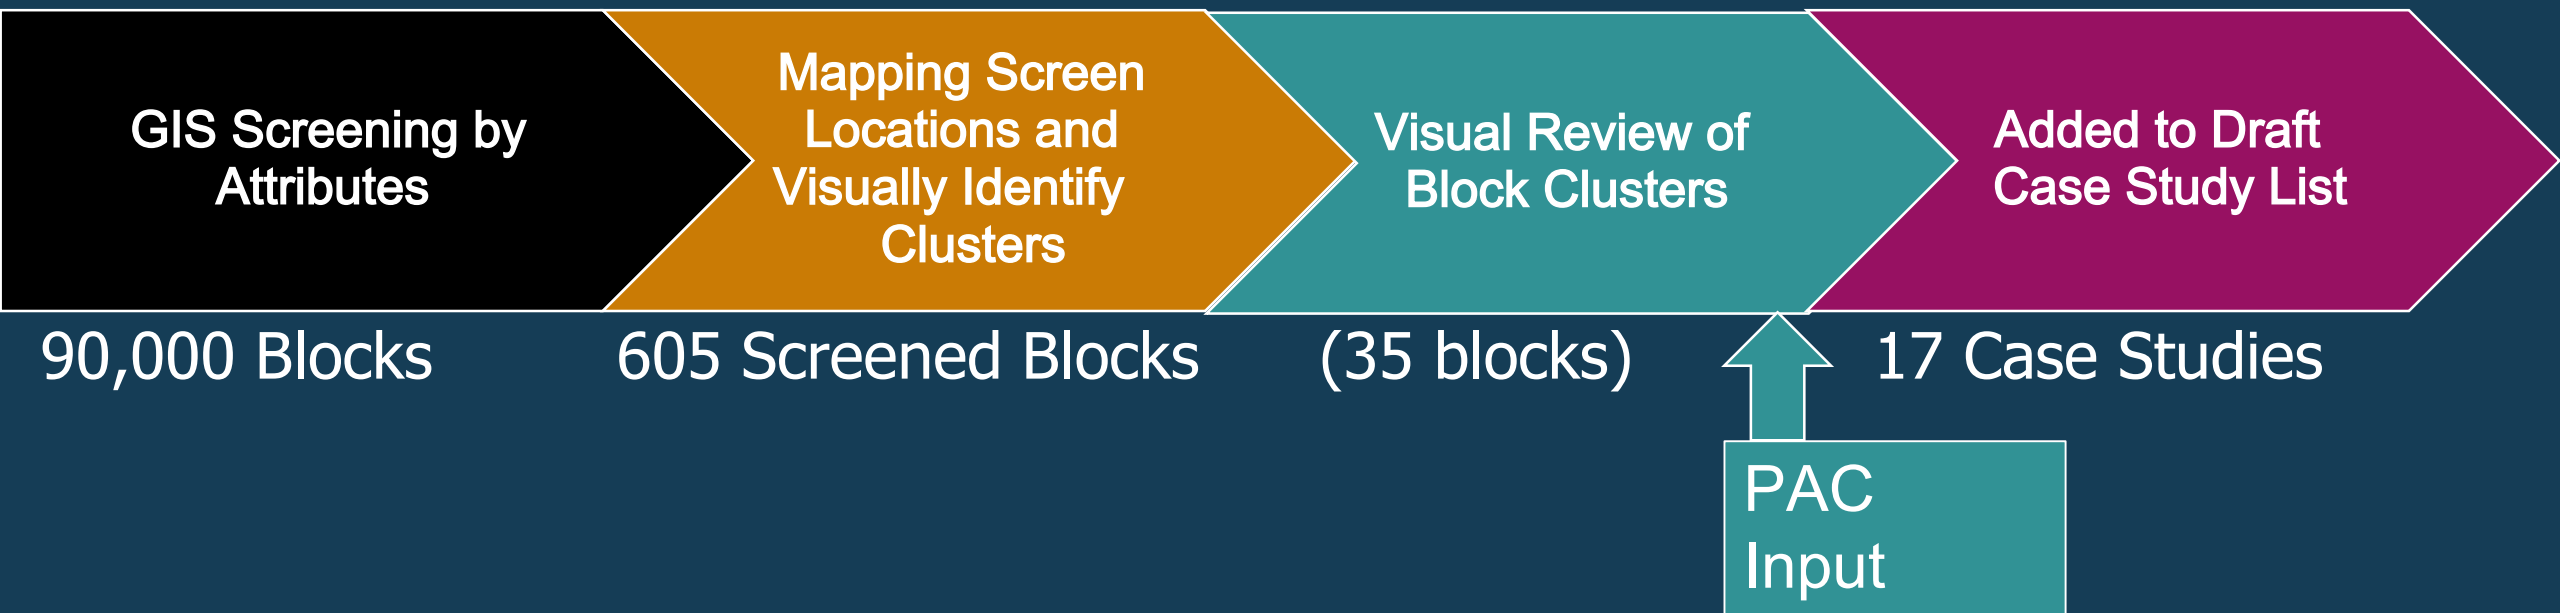 GIS Screening by
Attributes
Mapping Screen
Locations and
Visually Identify
Clusters
Visual Review of
Block Clusters
Added to Draft
Case Study List
90,000 Blocks
605 Screened Blocks
(35 blocks)
17 Case Studies
PAC
Input